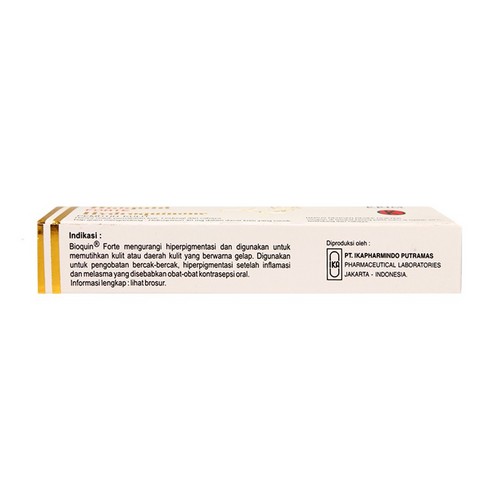 Indikasi :
Bioquin® Forte mengurangi hiperpigmentasi dan digunakan untuk
memutihkan kulit atau daerah kulit yang berwarna gelap. Digunakan
untuk pengobatan bercak-bercak, hiperpigmentasi setelah inflamasi
dan melasma yang disebabkan obat-obat kontrasepsi oral.
Informasi lengkap : lihat brosur.
Diproduksi oleh :
IKA
PT. IKAPHARMINDO PUTRAMAS
PHARMACEUTICAL LABORATORIES
JAKARTA - INDONESIA.